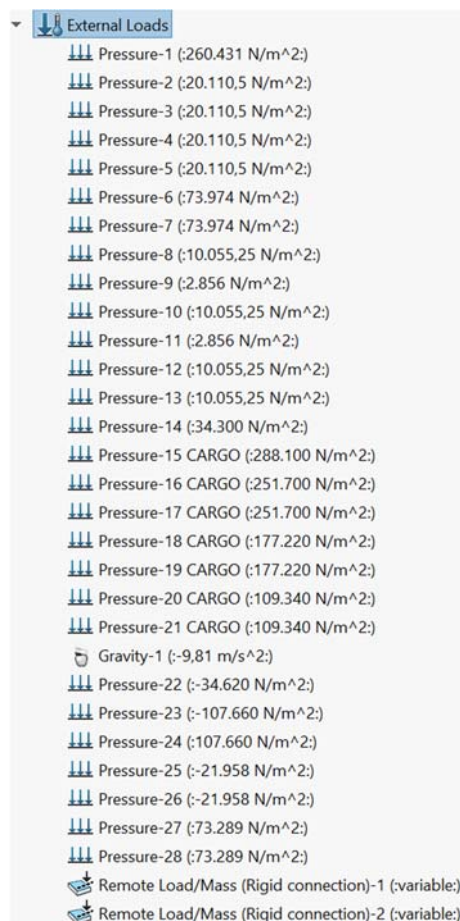 External Loads
Pressure-1 (:260.431 N/m^2:)
Pressure-2 (:20.110,5 N/m^2:)
Pressure-3 (:20.110,5 N/m^2:)
Pressure-4 (:20.110,5 N/m^2:)
Pressure-5 (:20.110,5 N/m^2:)
Pressure-6 (:73.974 N/m^2:)
Pressure-7 (:73.974 N/m^2:)
Pressure-8 (:10.055,25 N/m^2:)
Pressure-9 (:2.856 N/m^2:)
Pressure-10 (:10.055,25 N/m^2:)
Pressure-11 (:2.856 N/m^2:)
Pressure-12 (:10.055,25 N/m^2:)
Pressure-13 (:10.055,25 N/m^2:)
Pressure-14 (:34.300 N/m^2:)
Pressure-15 CARGO (:288.100 N/m^2:)
Pressure-16 CARGO (:251.700 N/m^2:)
Pressure-17 CARGO (:251.700 N/m^2:)
Pressure-18 CARGO (:177.220 N/m^2:)
Pressure-19 CARGO (:177.220 N/m^2:)
Pressure-20 CARGO (:109.340 N/m^2:)
Pressure-21 CARGO (:109.340 N/m^2:)
Gravity-1 (:-9,81 m/s^2:)
Pressure-22 (:-34.620 N/m^2:)
Pressure-23 (:-107.660 N/m^2:)
Pressure-24 (:107.660 N/m^2:)
Pressure-25 (:-21.958 N/m^2:)
Pressure-26 (:-21.958 N/m^2:)
Pressure-27 (:73.289 N/m^2:)
Pressure-28 (:73.289 N/m^2:)
Remote Load/Mass (Rigid connection)-1 (:variable:)
Remote Load/Mass (Rigid connection)-2 (:variable:)